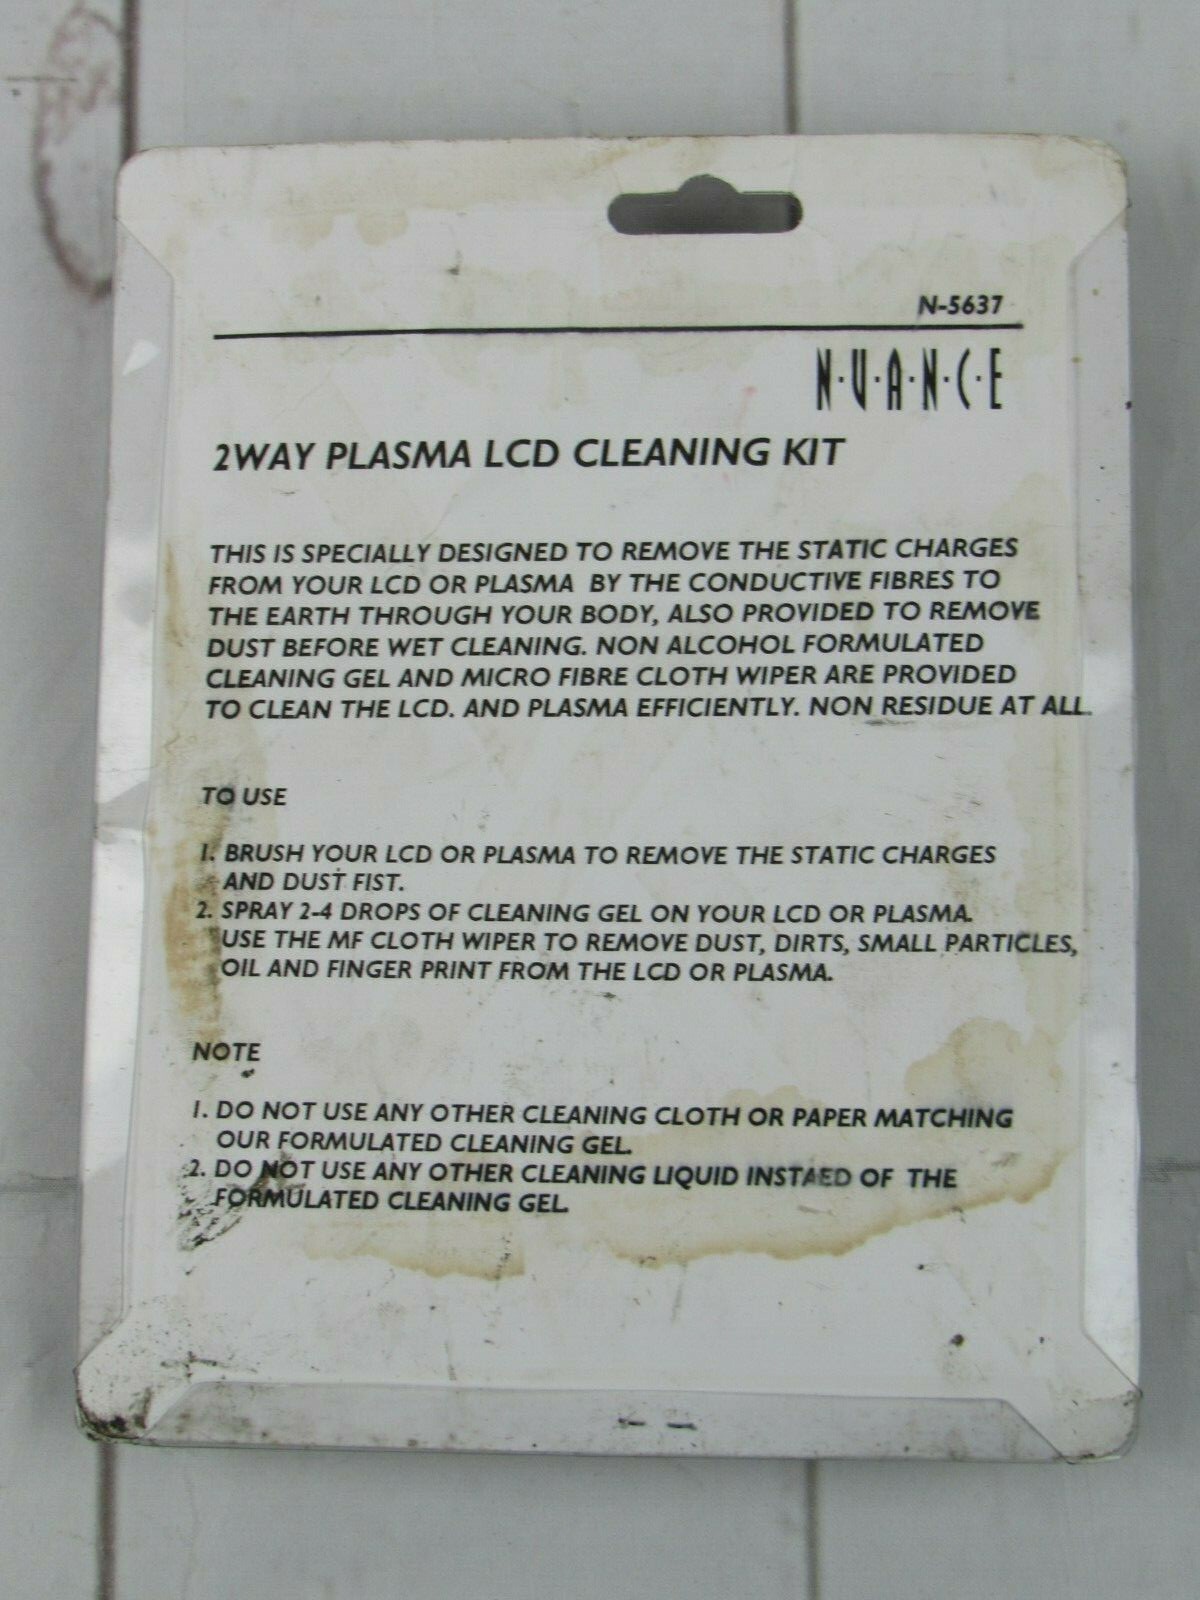 N-5637
N·U·A·N·C·E
2WAY PLASMA LCD CLEANING KIT
THIS IS SPECIALLY DESIGNED TO REMOVE THE STATIC CHARGES
FROM YOUR LCD OR PLASMA BY THE CONDUCTIVE FIBRES TO
THE EARTH THROUGH YOUR BODY, ALSO PROVIDED TO REMOVE
DUST BEFORE WET CLEANING. NON ALCOHOL FORMULATED
CLEANING GEL AND MICRO FIBRE CLOTH WIPER ARE PROVIDED
TO CLEAN THE LCD. AND PLASMA EFFICIENTLY. NON RESIDUE AT ALL.
TO USE
1. BRUSH YOUR LCD OR PLASMA TO REMOVE THE STATIC CHARGES
AND DUST FIST.
2. SPRAY 2-4 DROPS OF CLEANING GEL ON YOUR LCD OR PLASMA.
USE THE MF CLOTH WIPER TO REMOVE DUST, DIRTS, SMALL PARTICLES,
OIL AND FINGER PRINT FROM THE LCD OR PLASMA.
NOTE
1. DO NOT USE ANY OTHER CLEANING CLOTH OR PAPER MATCHING
OUR FORMULATED CLEANING GEL.
2. DO NOT USE ANY OTHER CLEANING LIQUID INSTAED OF THE
FORMULATED CLEANING GEL.